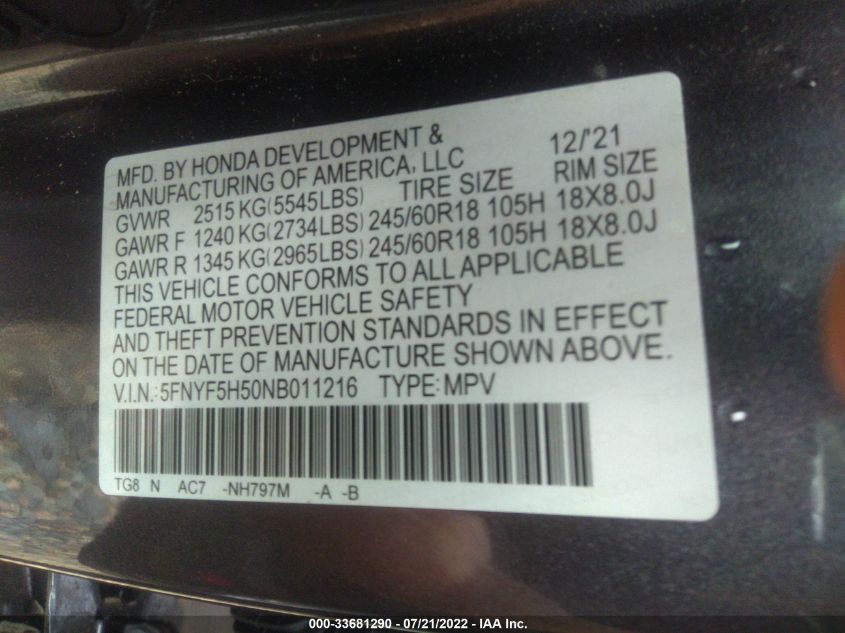 MFD. BY HONDA DEVELOPMENT & 12/'21
MANUFACTURING OF AMERICA, LLC
GVWR 2515 KG(5545LBS) TIRE SIZE RIM SIZE
GAWR F 1240 KG(2734LBS) 245/60R18 105H 18X8.0J
GAWR R 1345 KG(2965LBS) 245/60R18 105H 18X8.0J
THIS VEHICLE CONFORMS TO ALL APPLICABLE
FEDERAL MOTOR VEHICLE SAFETY
AND THEFT PREVENTION STANDARDS IN EFFECT
ON THE DATE OF MANUFACTURE SHOWN ABOVE.
V.I.N.:5FNYF5H50NB011216 TYPE:MPV
TG8 N AC7 -NH797M -A -B
000-33681290 - 07/21/2022 - IAA Inc.